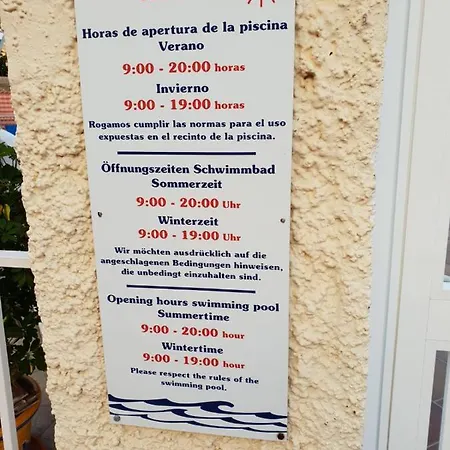 Horas de apertura de la piscina
Verano
9:00 - 20:00 horas
Invierno
9:00 - 19:00 horas
Rogamos cumplir las normas para el uso
expuestas en el recinto de la piscina.
Öffnungszeiten Schwimmbad
Sommerzeit
9:00 - 20:00 Uhr
Winterzeit
9:00 - 19:00 Uhr
Wir möchten ausdrücklich auf die
angeschlagenen Bedingungen hinweisen,
die unbedingt einzuhalten sind.
Opening hours swimming pool
Summertime
9:00 - 20:00 hour
Wintertime
9:00 - 19:00 hour
Please respect the rules of the
swimming pool.